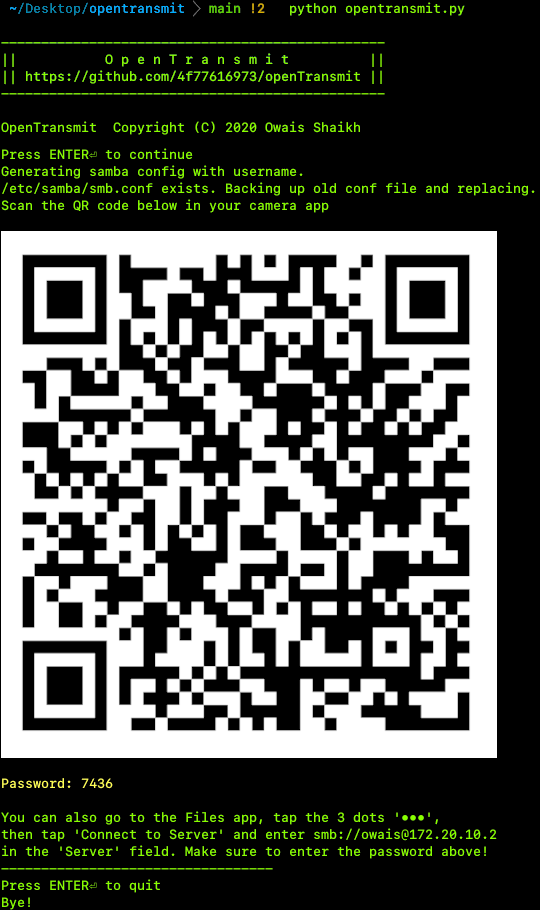 ~/Desktop/opentransmit > main !2 python opentransmit.py
________________________________________________
|| O p e n T r a n s m i t ||
|| https://github.com/4f77616973/openTransmit ||
________________________________________________
OpenTransmit Copyright (C) 2020 Owais Shaikh
Press ENTER⏎ to continue
Generating samba config with username.
/etc/samba/smb.conf exists. Backing up old conf file and replacing.
Scan the QR code below in your camera app
Password: 7436
You can also go to the Files app, tap the 3 dots '●●●',
then tap 'Connect to Server' and enter smb://owais@172.20.10.2
in the 'Server' field. Make sure to enter the password above!
__________________________________
Press ENTER⏎ to quit
Bye!